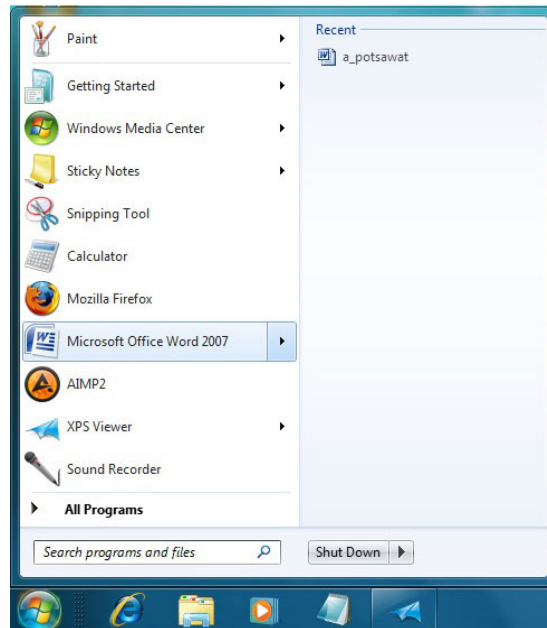 Paint
Getting Started
Windows Media Center
Sticky Notes
Snipping Tool
Calculator
Mozilla Firefox
Microsoft Office Word 2007
AIMP2
XPS Viewer
Sound Recorder
All Programs
Search programs and files
Recent
a_potsawat
Shut Down